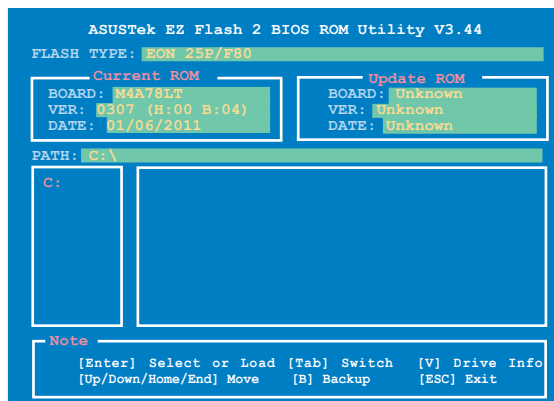 ASUSTek EZ Flash 2 BIOS ROM Utility V3.44
FLASH TYPE: EON 25P/F80
Current ROM
BOARD: M4A78LT
VER: 0307 (H:00 B:04)
DATE: 01/06/2011
Update ROM
BOARD: Unknown
VER: Unknown
DATE: Unknown
PATH: C:\
C:
Note
[Enter] Select or Load [Tab] Switch [V] Drive Info
[Up/Down/Home/End] Move [B] Backup [ESC] Exit